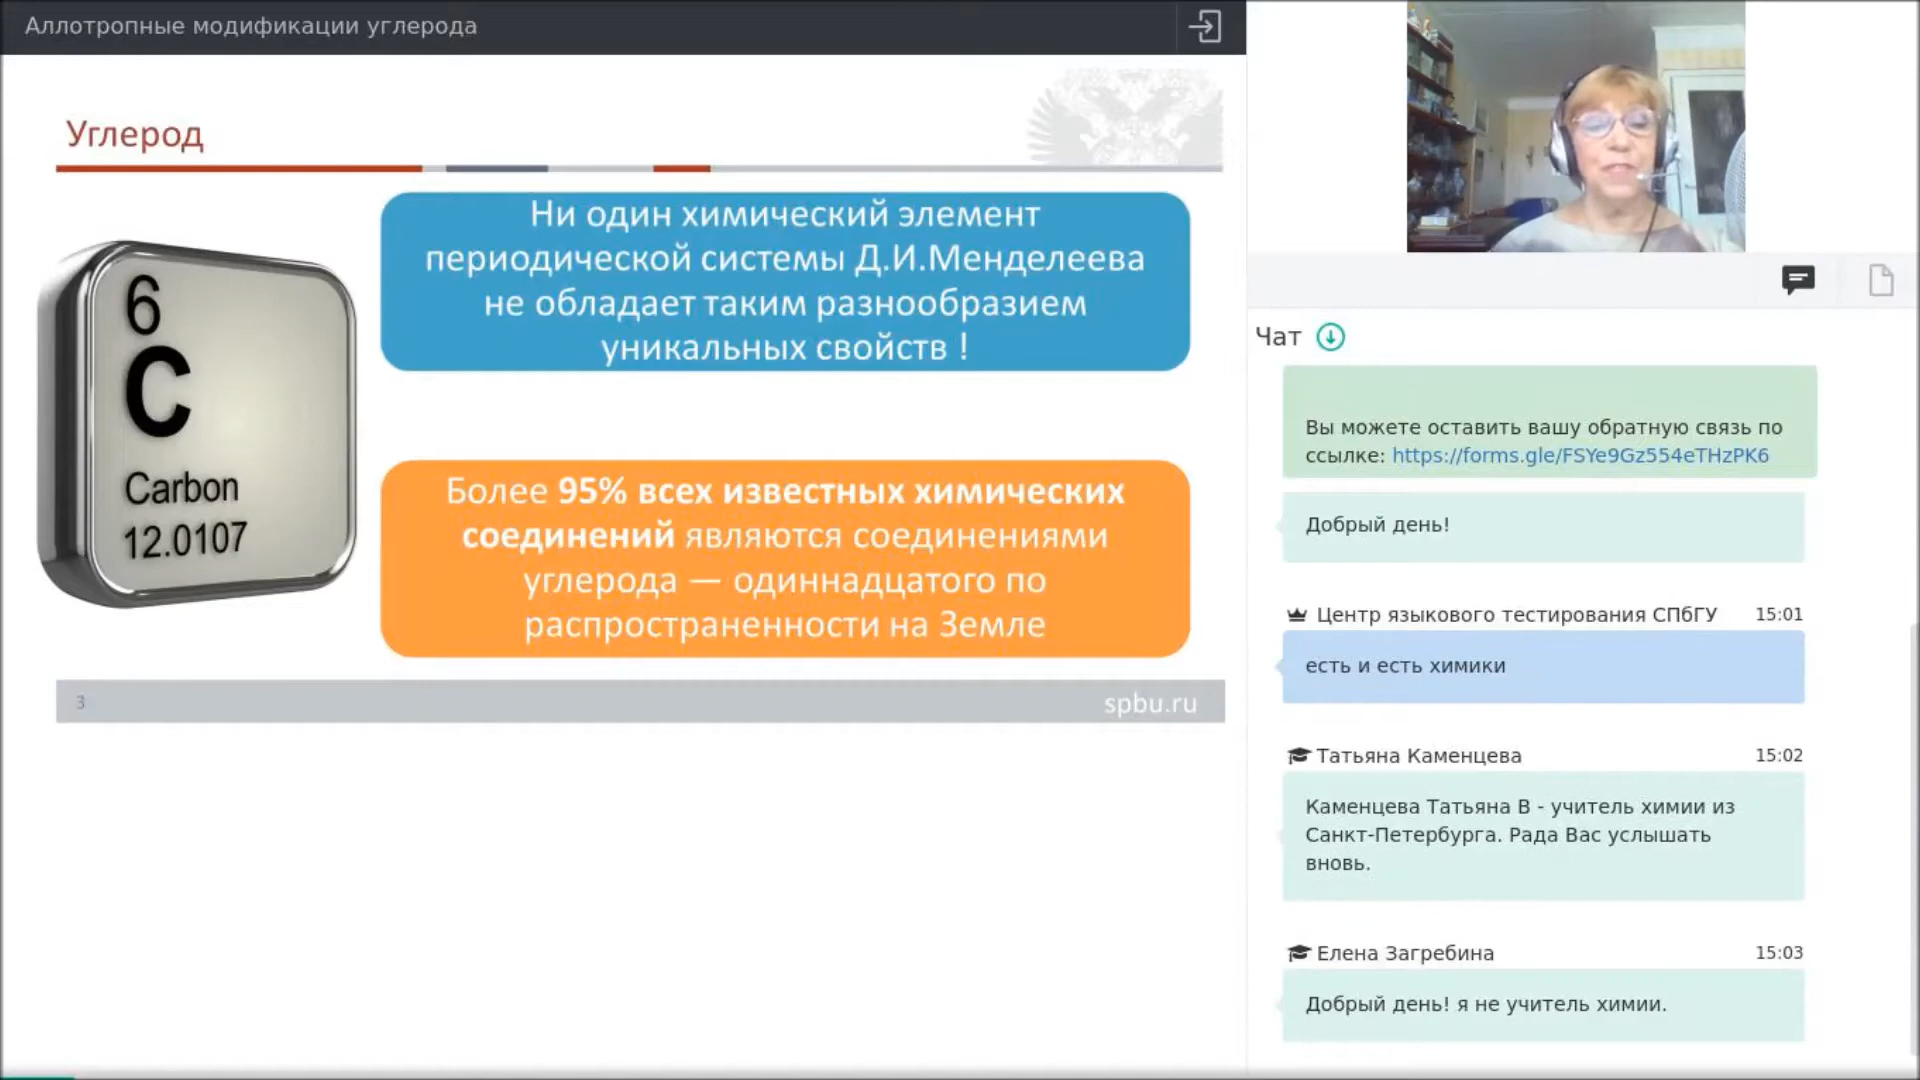 Аллотропные модификации углерода
Углерод
6
C
Carbon
12.0107
Ни один химический элемент
периодической системы Д.И.Менделеева
не обладает таким разнообразием
уникальных свойств !
Более 95% всех известных химических
соединений являются соединениями
углерода — одиннадцатого по
распространенности на Земле
3
spbu.ru
Чат
Вы можете оставить вашу обратную связь по
ссылке: https://forms.gle/FSYe9Gz554eTHzPK6
Добрый день!
Центр языкового тестирования СПбГУ 15:01
есть и есть химики
Татьяна Каменцева 15:02
Каменцева Татьяна В - учитель химии из
Санкт-Петербурга. Рада Вас услышать
вновь.
Елена Загребина 15:03
Добрый день! я не учитель химии.